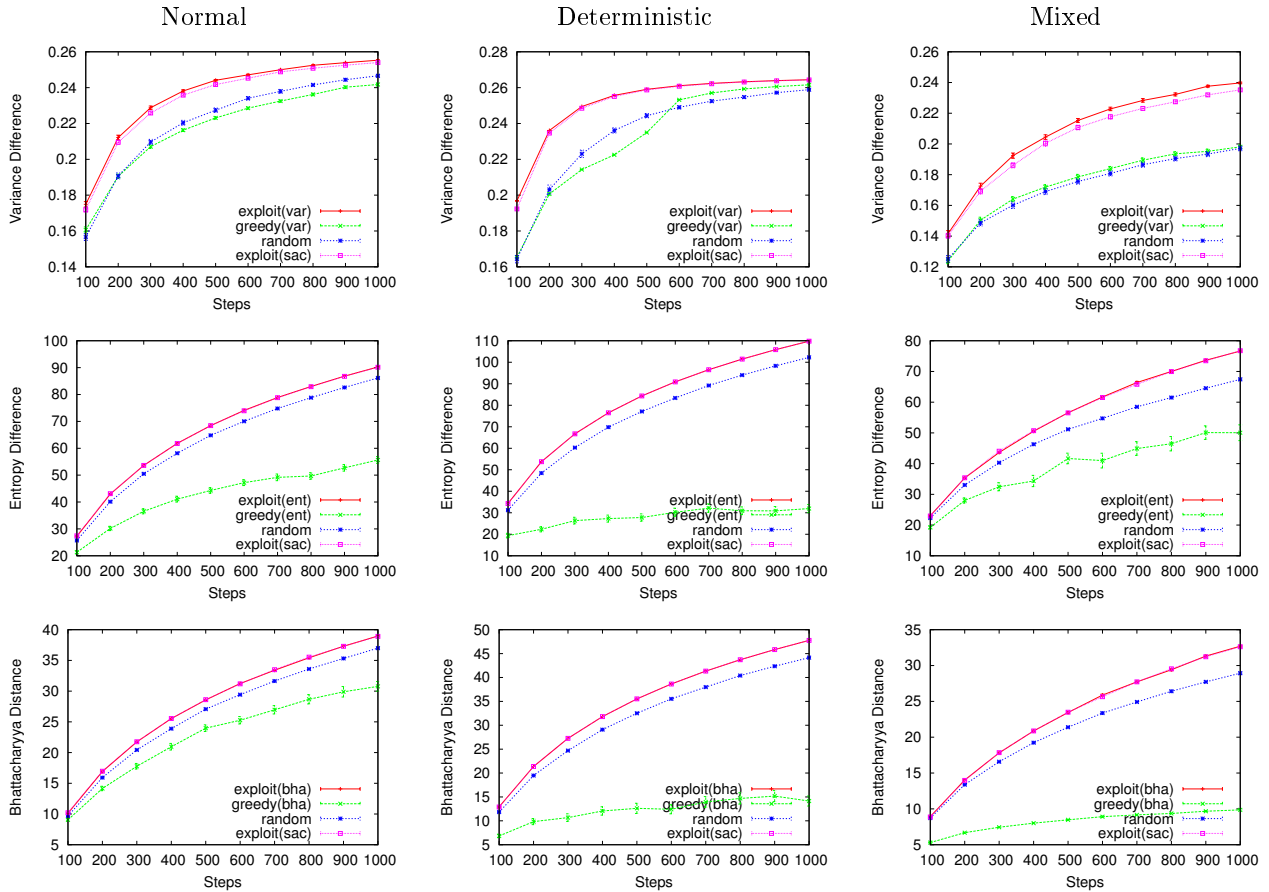 Normal Deterministic Mixed
Variance Difference
0.26
0.24
0.22
0.2
0.18
0.16
0.14
exploit(var)
greedy(var)
random
exploit(sac)
100 200 300 400 500 600 700 800 900 1000
Steps
Variance Difference
0.28
0.26
0.24
0.22
0.2
0.18
0.16
exploit(var)
greedy(var)
random
exploit(sac)
100 200 300 400 500 600 700 800 900 1000
Steps
Variance Difference
0.26
0.24
0.22
0.2
0.18
0.16
0.14
0.12
exploit(var)
greedy(var)
random
exploit(sac)
100 200 300 400 500 600 700 800 900 1000
Steps
Entropy Difference
100
90
80
70
60
50
40
30
20
exploit(ent)
greedy(ent)
random
exploit(sac)
100 200 300 400 500 600 700 800 900 1000
Steps
Entropy Difference
110
100
90
80
70
60
50
40
30
20
10
exploit(ent)
greedy(ent)
random
exploit(sac)
100 200 300 400 500 600 700 800 900 1000
Steps
Entropy Difference
80
70
60
50
40
30
20
10
exploit(ent)
greedy(ent)
random
exploit(sac)
100 200 300 400 500 600 700 800 900 1000
Steps
Bhattacharyya Distance
40
35
30
25
20
15
10
5
exploit(bha)
greedy(bha)
random
exploit(sac)
100 200 300 400 500 600 700 800 900 1000
Steps
Bhattacharyya Distance
50
45
40
35
30
25
20
15
10
5
exploit(bha)
greedy(bha)
random
exploit(sac)
100 200 300 400 500 600 700 800 900 1000
Steps
Bhattacharyya Distance
35
30
25
20
15
10
5
exploit(bha)
greedy(bha)
random
exploit(sac)
100 200 300 400 500 600 700 800 900 1000
Steps